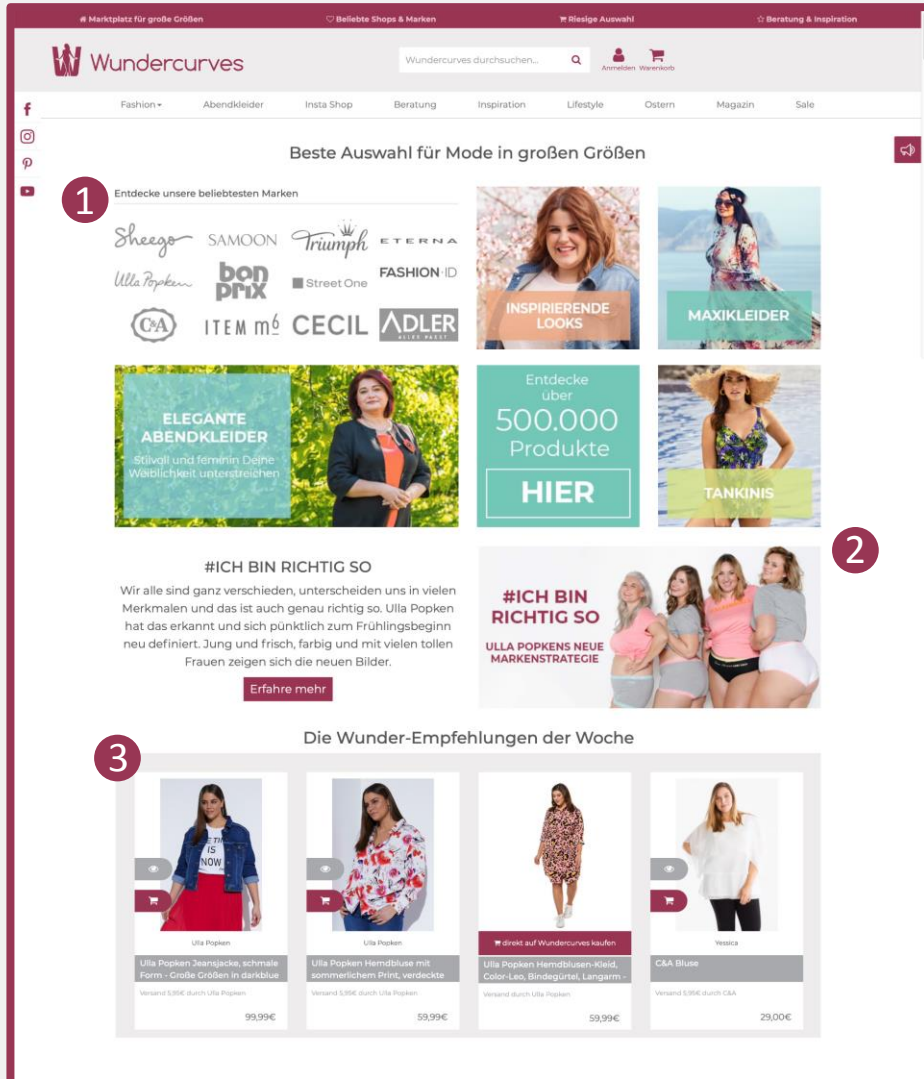 Marktplatz für große Größen
Beliebte Shops & Marken
Riesige Auswahl
Beratung & Inspiration
Wundercurves
Wundercurves durchsuchen...
Anmelden Warenkorb
Fashion
Abendkleider
Insta Shop
Beratung
Inspiration
Lifestyle
Ostern
Magazin
Sale
Beste Auswahl für Mode in großen Größen
1
Entdecke unsere beliebtesten Marken
Sheego
SAMOON
Triumph
ETERNA
Ulla Popken
bon
prix
Street One
FASHION ID
C&A
ITEM m6
CECIL
ADLER
ALLES PASST
INSPIRIERENDE
LOOKS
MAXIKLEIDER
ELEGANTE
ABENDKLEIDER
Stilvoll und feminin Deine
Weiblichkeit unterstreichen
Entdecke
über
500.000
Produkte
HIER
TANKINIS
2
#ICH BIN RICHTIG SO
Wir alle sind ganz verschieden, unterscheiden uns in vielen
Merkmalen und das ist auch genau richtig so. Ulla Popken
hat das erkannt und sich pünktlich zum Frühlingsbeginn
neu definiert. Jung und frisch, farbig und mit vielen tollen
Frauen zeigen sich die neuen Bilder.
Erfahre mehr
#ICH BIN
RICHTIG SO
ULLA POPKENS NEUE
MARKENSTRATEGIE
3
Die Wunder-Empfehlungen der Woche
IS
NOW
Ulla Popken
Ulla Popken Jeansjacke, schmale
Form - Große Größen in darkblue
Versand 5,95€ durch Ulla Popken
99,99€
Ulla Popken
Ulla Popken Hemdbluse mit
sommerlichem Print, verdeckte
Versand 5,95€ durch Ulla Popken
59,99€
direkt auf Wundercurves kaufen
Ulla Popken Hemdblusen-Kleid,
Color-Leo, Bindegürtel, Langarm -
Versand durch Ulla Popken
59,99€
Yessica
C&A Bluse
Versand 5,95€ durch C&A
29,00€